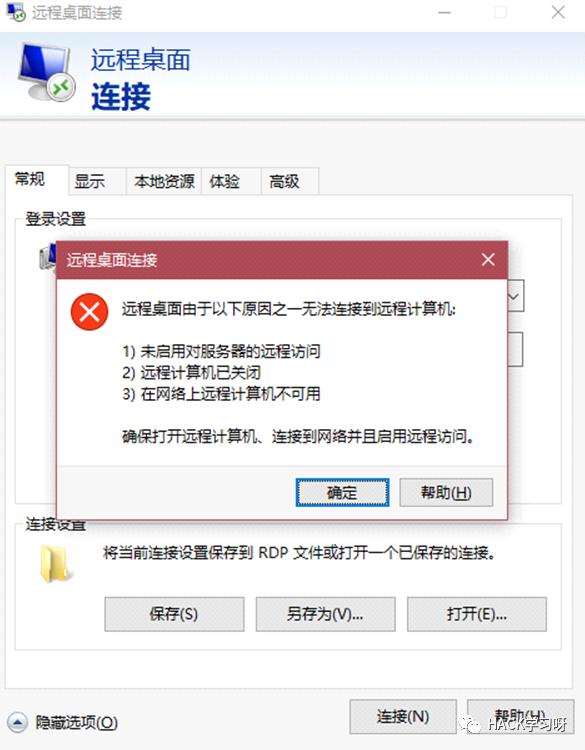 远程桌面连接
远程桌面
连接
常规 显示 本地资源 体验 高级
登录设置
远程桌面连接
远程桌面由于以下原因之一无法连接到远程计算机:
1) 未启用对服务器的远程访问
2) 远程计算机已关闭
3) 在网络上远程计算机不可用
确保打开远程计算机、连接到网络并且启用远程访问。
确定 帮助(H)
连接设置
将当前连接设置保存到 RDP 文件或打开一个已保存的连接。
保存(S) 另存为(V)... 打开(E)...
隐藏选项(O) 连接(N) 帮助(H)
HACK学习呀